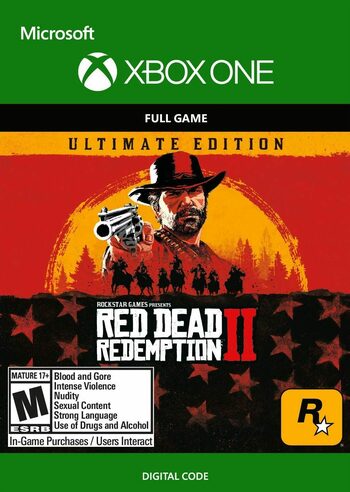 Microsoft
XBOX ONE
FULL GAME
ULTIMATE EDITION
ROCKSTAR GAMES PRESENTS
RED DEAD
REDEMPTION II
MATURE 17+
M
ESRB
Blood and Gore
Intense Violence
Nudity
Sexual Content
Strong Language
Use of Drugs and Alcohol
In-Game Purchases / Users Interact
R
DIGITAL CODE